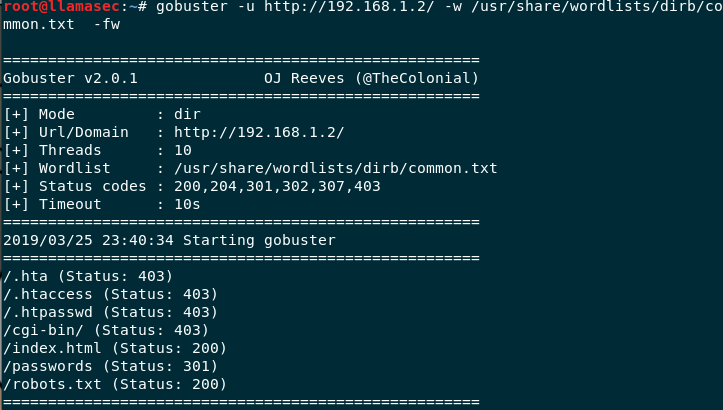 root@llamasec:~# gobuster -u http://192.168.1.2/ -w /usr/share/wordlists/dirb/co
mmon.txt  -fw
=====================================================
Gobuster v2.0.1              OJ Reeves (@TheColonial)
=====================================================
[+] Mode         : dir
[+] Url/Domain   : http://192.168.1.2/
[+] Threads      : 10
[+] Wordlist     : /usr/share/wordlists/dirb/common.txt
[+] Status codes : 200,204,301,302,307,403
[+] Timeout      : 10s
=====================================================
2019/03/25 23:40:34 Starting gobuster
=====================================================
/.hta (Status: 403)
/.htaccess (Status: 403)
/.htpasswd (Status: 403)
/cgi-bin/ (Status: 403)
/index.html (Status: 200)
/passwords (Status: 301)
/robots.txt (Status: 200)
=====================================================